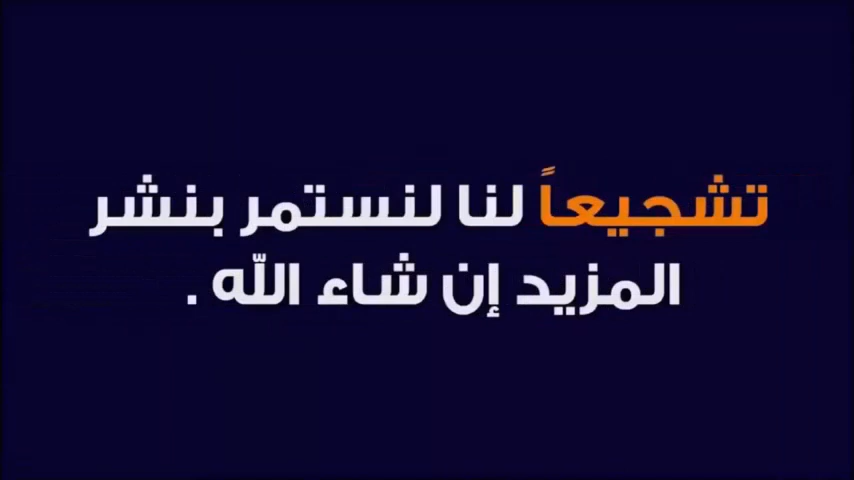 تشجيعاً لنا لنستمر بنشر
المزيد إن شاء الله .